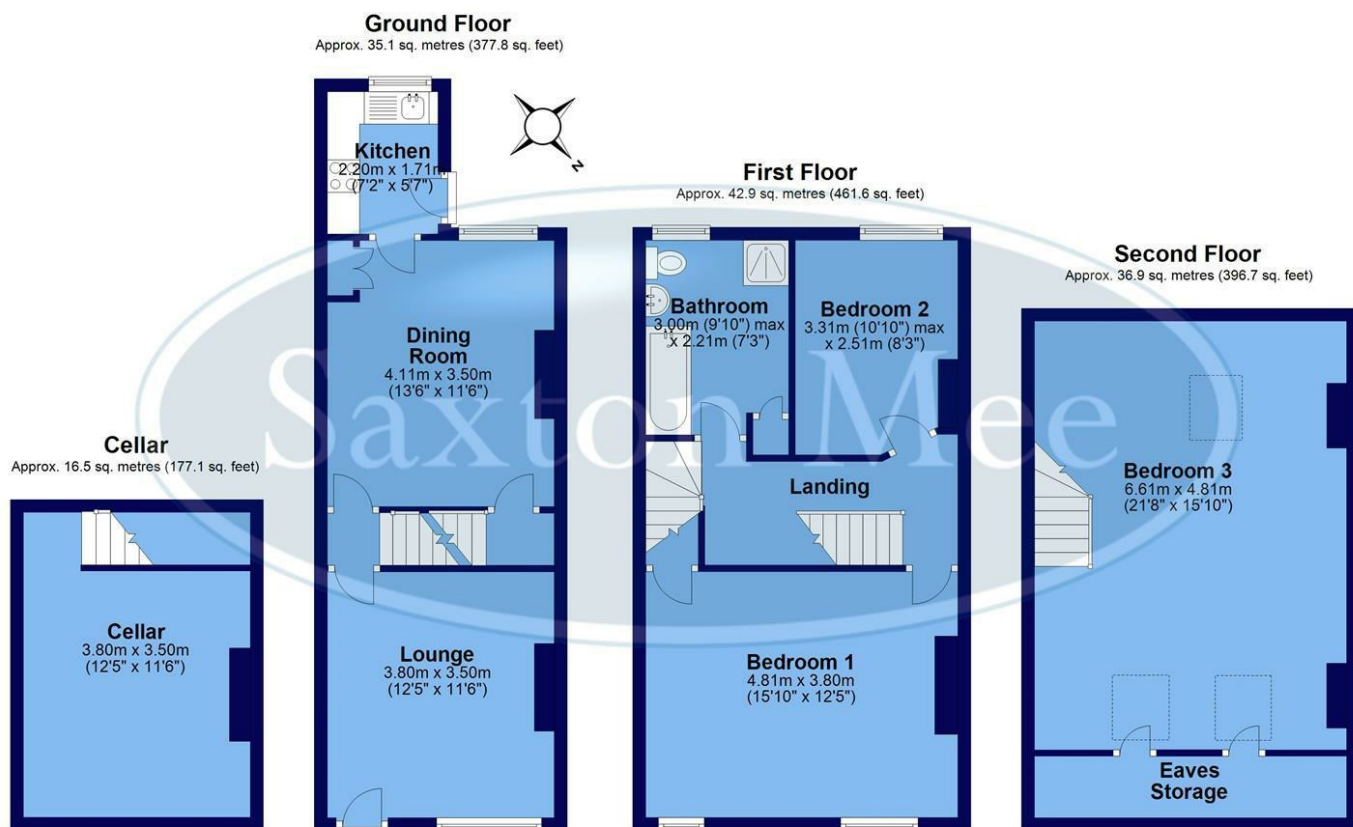 Ground Floor
Approx. 35.1 sq. metres (377.8 sq. feet)
Kitchen
2.20m x 1.71m
(7'2" x 5'7")
N
Dining
Room
4.11m x 3.50m
(13'6" x 11'6")
Lounge
3.80m x 3.50m
(12'5" x 11'6")
Cellar
Approx. 16.5 sq. metres (177.1 sq. feet)
Cellar
3.80m x 3.50m
(12'5" x 11'6")
First Floor
Approx. 42.9 sq. metres (461.6 sq. feet)
Bathroom
3.00m (9'10") max
x 2.21m (7'3")
Bedroom 2
3.31m (10'10") max
x 2.51m (8'3")
Landing
Bedroom 1
4.81m x 3.80m
(15'10" x 12'5")
Second Floor
Approx. 36.9 sq. metres (396.7 sq. feet)
Bedroom 3
6.61m x 4.81m
(21'8" x 15'10")
Eaves
Storage
Saxton Mee